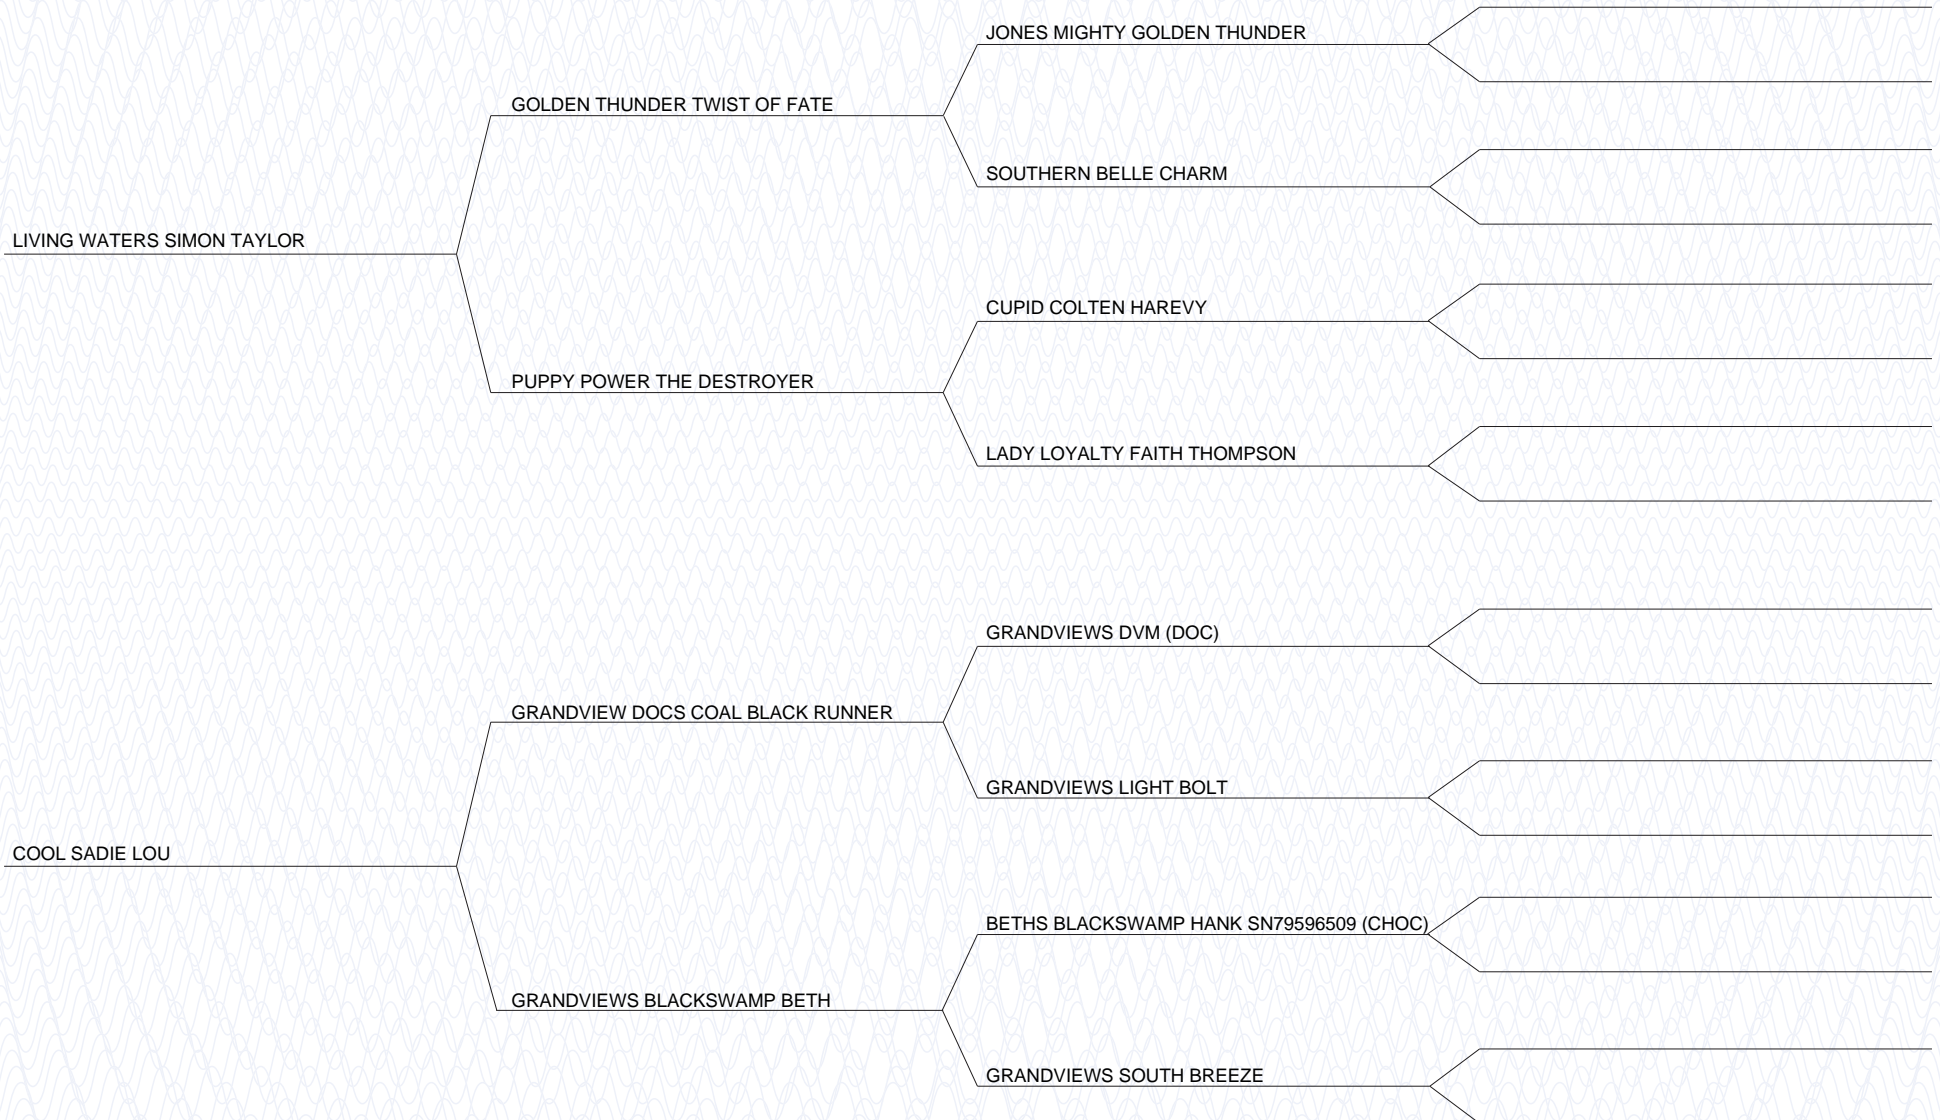 JONES MIGHTY GOLDEN THUNDER
GOLDEN THUNDER TWIST OF FATE
SOUTHERN BELLE CHARM
LIVING WATERS SIMON TAYLOR
CUPID COLTEN HAREVY
PUPPY POWER THE DESTROYER
LADY LOYALTY FAITH THOMPSON
GRANDVIEWS DVM (DOC)
GRANDVIEW DOCS COAL BLACK RUNNER
GRANDVIEWS LIGHT BOLT
COOL SADIE LOU
BETHS BLACKSWAMP HANK SN79596509 (CHOC)
GRANDVIEWS BLACKSWAMP BETH
GRANDVIEWS SOUTH BREEZE